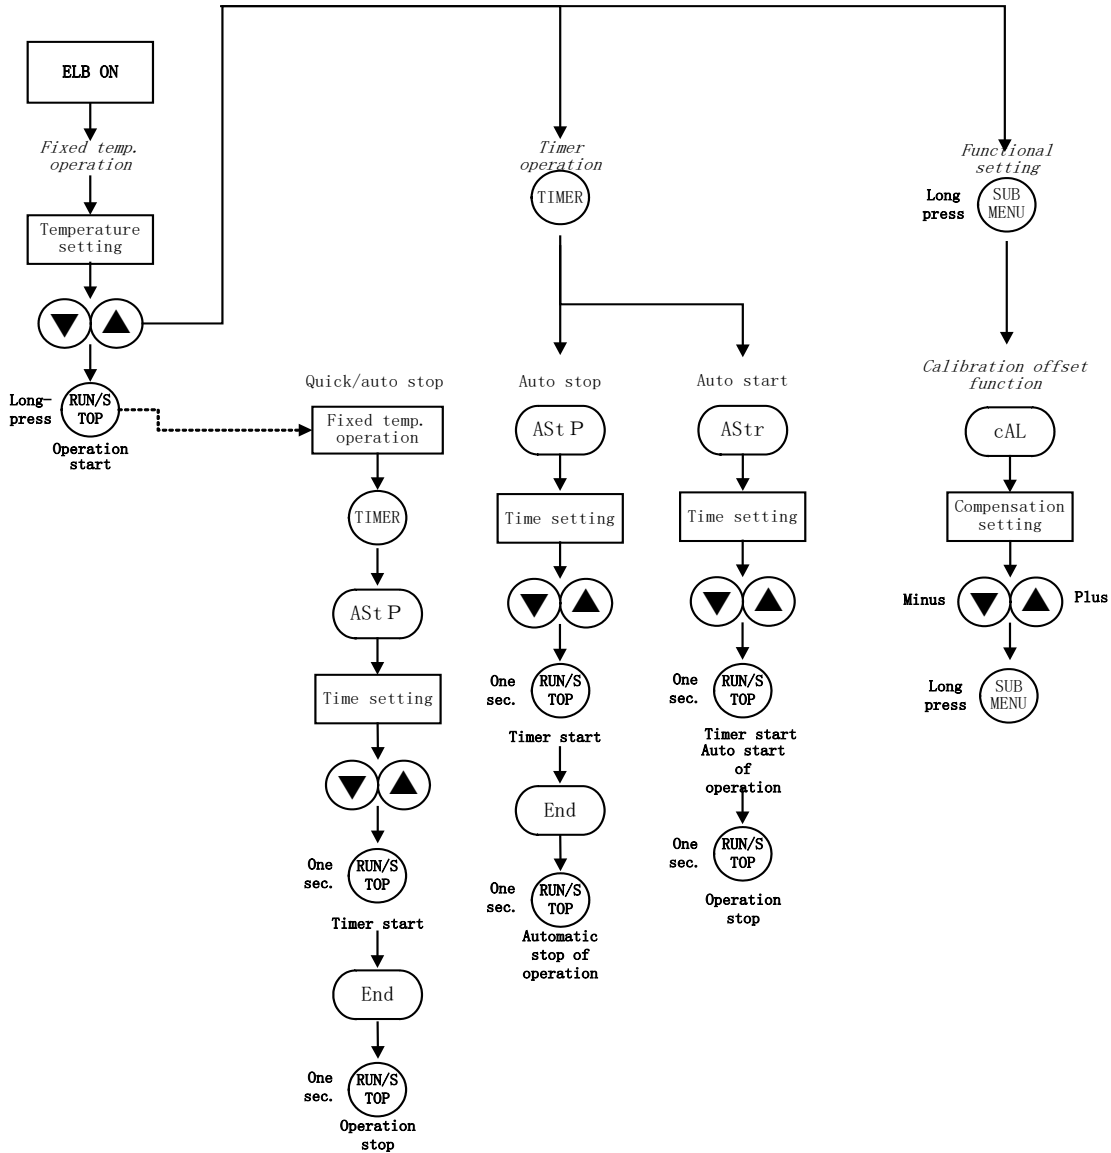 ELB ON
Fixed temp.
operation
Temperature
setting
Long-
press
RUN/S
TOP
Operation
start
Quick/auto stop
Fixed temp.
operation
TIMER
ASt P
Time setting
One
sec.
RUN/S
TOP
Timer start
End
One
sec.
RUN/S
TOP
Operation
stop
Timer
operation
TIMER
Auto stop
ASt P
Time setting
One
sec.
RUN/S
TOP
Timer start
End
One
sec.
RUN/S
TOP
Automatic
stop of
operation
Auto start
AStr
Time setting
One
sec.
RUN/S
TOP
Timer start
Auto start
of
operation
One
sec.
RUN/S
TOP
Operation
stop
Functional
setting
Long
press
SUB
MENU
Calibration offset
function
cAL
Compensation
setting
Minus
Plus
Long
press
SUB
MENU